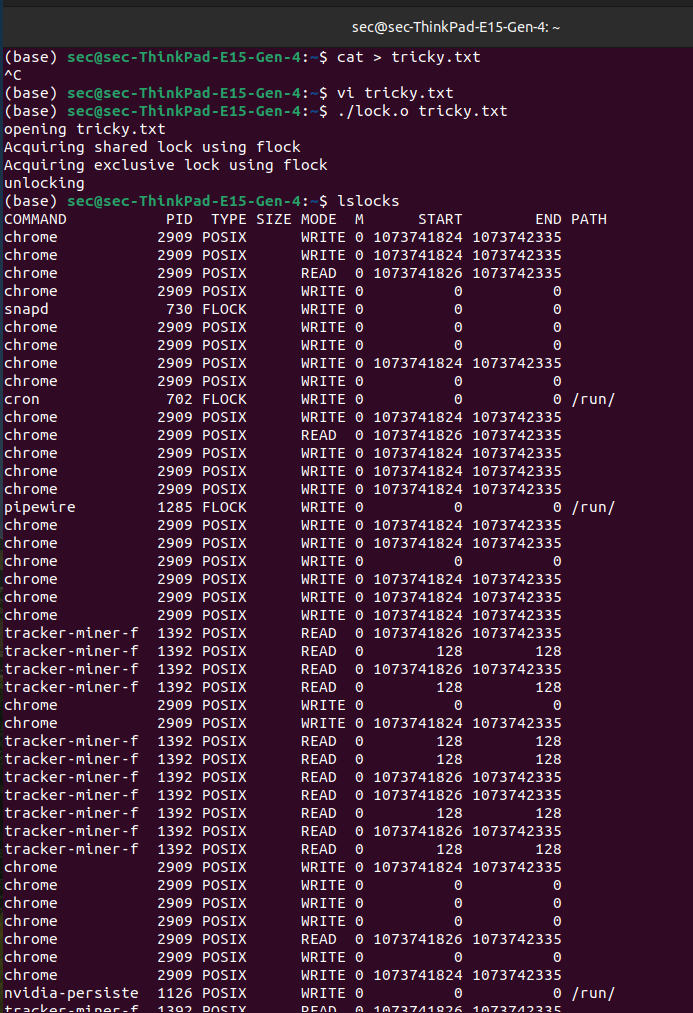 sec@sec-ThinkPad-E15-Gen-4: ~
(base) sec@sec-ThinkPad-E15-Gen-4:~$ cat > tricky.txt
^C
(base) sec@sec-ThinkPad-E15-Gen-4:~$ vi tricky.txt
(base) sec@sec-ThinkPad-E15-Gen-4:~$ ./lock.o tricky.txt
opening tricky.txt
Acquiring shared lock using flock
Acquiring exclusive lock using flock
unlocking
(base) sec@sec-ThinkPad-E15-Gen-4:~$ lslocks
COMMAND           PID  TYPE SIZE MODE  M      START        END PATH
chrome           2909 POSIX      WRITE 0 1073741824 1073742335
chrome           2909 POSIX      WRITE 0 1073741824 1073742335
chrome           2909 POSIX      READ  0 1073741826 1073742335
chrome           2909 POSIX      WRITE 0          0          0
snapd             730 FLOCK      WRITE 0          0          0
chrome           2909 POSIX      WRITE 0          0          0
chrome           2909 POSIX      WRITE 0          0          0
chrome           2909 POSIX      WRITE 0 1073741824 1073742335
chrome           2909 POSIX      WRITE 0          0          0
cron              702 FLOCK      WRITE 0          0          0 /run/
chrome           2909 POSIX      WRITE 0 1073741824 1073742335
chrome           2909 POSIX      READ  0 1073741826 1073742335
chrome           2909 POSIX      WRITE 0 1073741824 1073742335
chrome           2909 POSIX      WRITE 0 1073741824 1073742335
chrome           2909 POSIX      WRITE 0 1073741824 1073742335
pipewire         1285 FLOCK      WRITE 0          0          0 /run/
chrome           2909 POSIX      WRITE 0 1073741824 1073742335
chrome           2909 POSIX      WRITE 0 1073741824 1073742335
chrome           2909 POSIX      WRITE 0          0          0
chrome           2909 POSIX      WRITE 0 1073741824 1073742335
chrome           2909 POSIX      WRITE 0 1073741824 1073742335
chrome           2909 POSIX      WRITE 0 1073741824 1073742335
tracker-miner-f  1392 POSIX      READ  0 1073741826 1073742335
tracker-miner-f  1392 POSIX      READ  0        128        128
tracker-miner-f  1392 POSIX      READ  0 1073741826 1073742335
tracker-miner-f  1392 POSIX      READ  0        128        128
chrome           2909 POSIX      WRITE 0          0          0
chrome           2909 POSIX      WRITE 0 1073741824 1073742335
tracker-miner-f  1392 POSIX      READ  0        128        128
tracker-miner-f  1392 POSIX      READ  0        128        128
tracker-miner-f  1392 POSIX      READ  0 1073741826 1073742335
tracker-miner-f  1392 POSIX      READ  0 1073741826 1073742335
tracker-miner-f  1392 POSIX      READ  0        128        128
tracker-miner-f  1392 POSIX      READ  0 1073741826 1073742335
tracker-miner-f  1392 POSIX      READ  0        128        128
chrome           2909 POSIX      WRITE 0 1073741824 1073742335
chrome           2909 POSIX      WRITE 0          0          0
chrome           2909 POSIX      WRITE 0          0          0
chrome           2909 POSIX      WRITE 0          0          0
chrome           2909 POSIX      READ  0 1073741826 1073742335
chrome           2909 POSIX      WRITE 0          0          0
chrome           2909 POSIX      WRITE 0 1073741824 1073742335
nvidia-persiste  1126 POSIX      WRITE 0          0          0 /run/
tracker-miner-f  1392 POSIX      READ  0 1073741826 1073742335